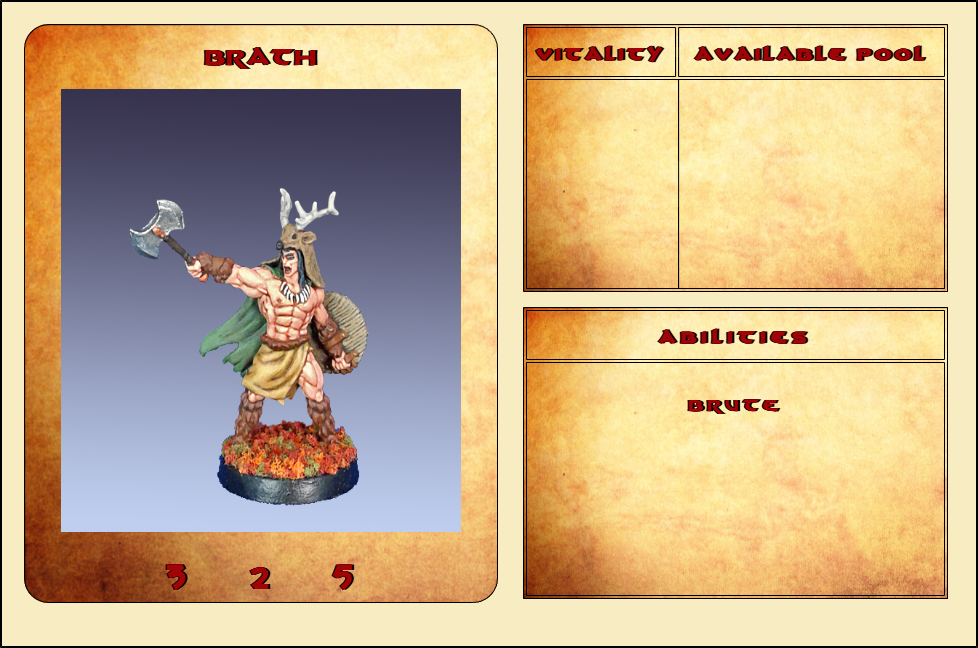 BRATH
3 2 5
VITALITY AVAILABLE POOL
ABILITIES
BRUTE